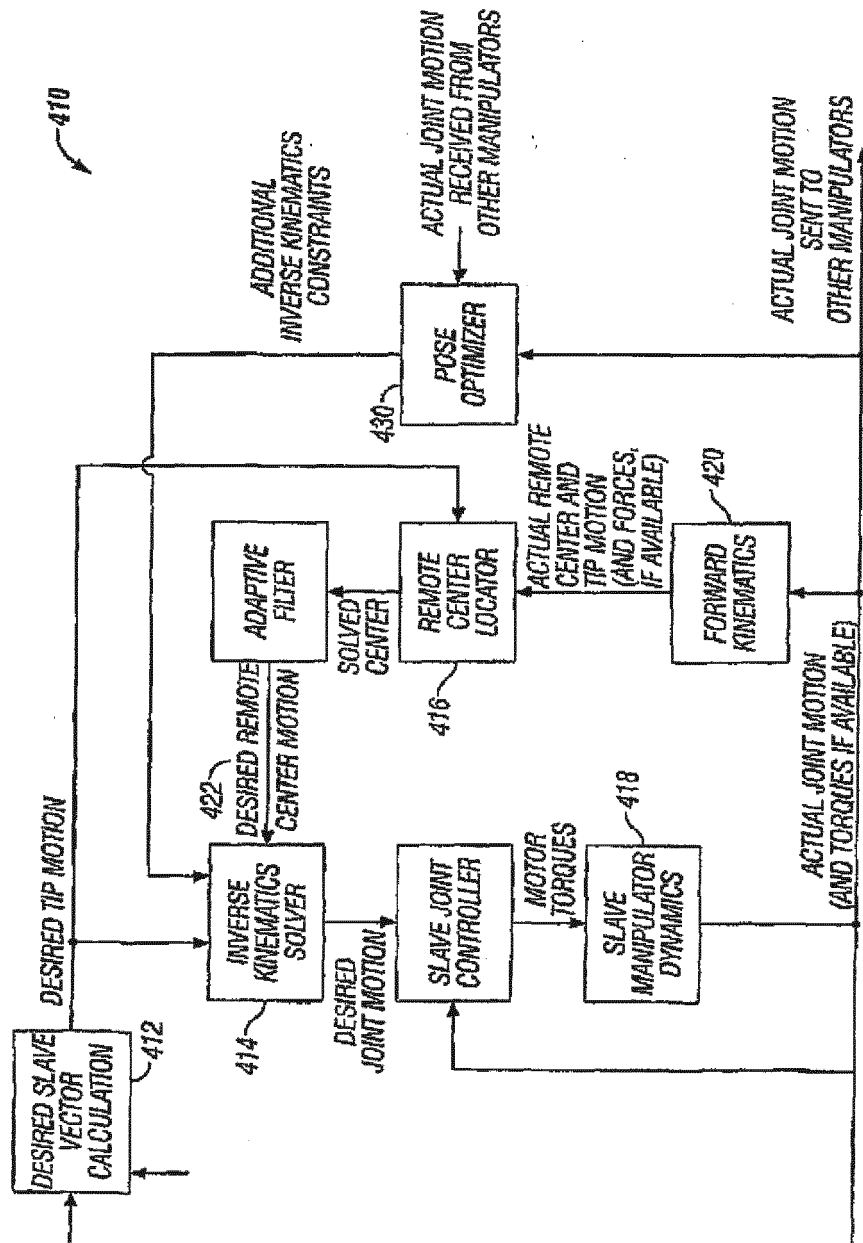 410
DESIRED SLAVE
VECTOR
CALCULATION
412
DESIRED TIP MOTION
INVERSE
KINEMATICS
SOLVER
414
DESIRED
JOINT MOTION
SLAVE JOINT
CONTROLLER
MOTOR
TORQUES
SLAVE
MANIPULATOR
DYNAMICS
418
422
DESIRED REMOTE
CENTER MOTION
ADAPTIVE
FILTER
SOLVED
CENTER
REMOTE
CENTER
LOCATOR
416
ACTUAL REMOTE
CENTER AND
TIP MOTION
(AND FORCES,
IF AVAILABLE)
FORWARD
KINEMATICS
420
ACTUAL JOINT MOTION
(AND TORQUES IF AVAILABLE)
ADDITIONAL
INVERSE KINEMATICS
CONSTRAINTS
POSE
OPTIMIZER
430
ACTUAL JOINT MOTION
RECEIVED FROM
OTHER MANIPULATORS
ACTUAL JOINT MOTION
SENT TO
OTHER MANIPULATORS